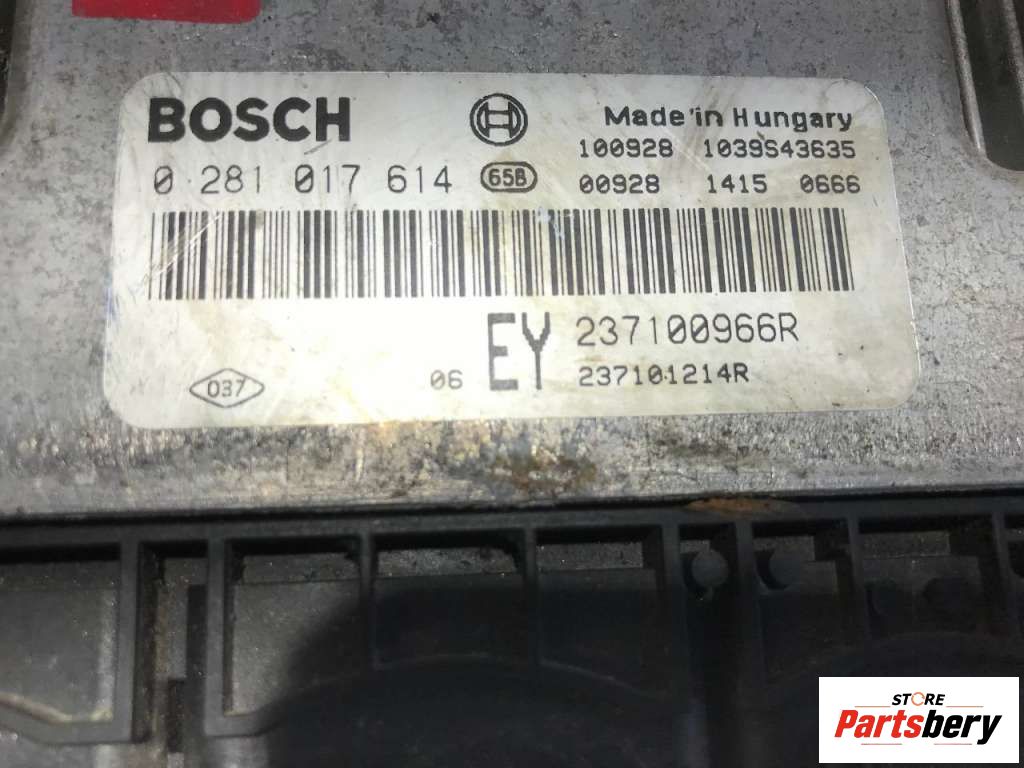 BOSCH
Made in Hungary
100928 1039S43635
0 281 017 614 65B 00928 1415 0666
EY 237100966R
037 06 237101214R
STORE
Partsbery